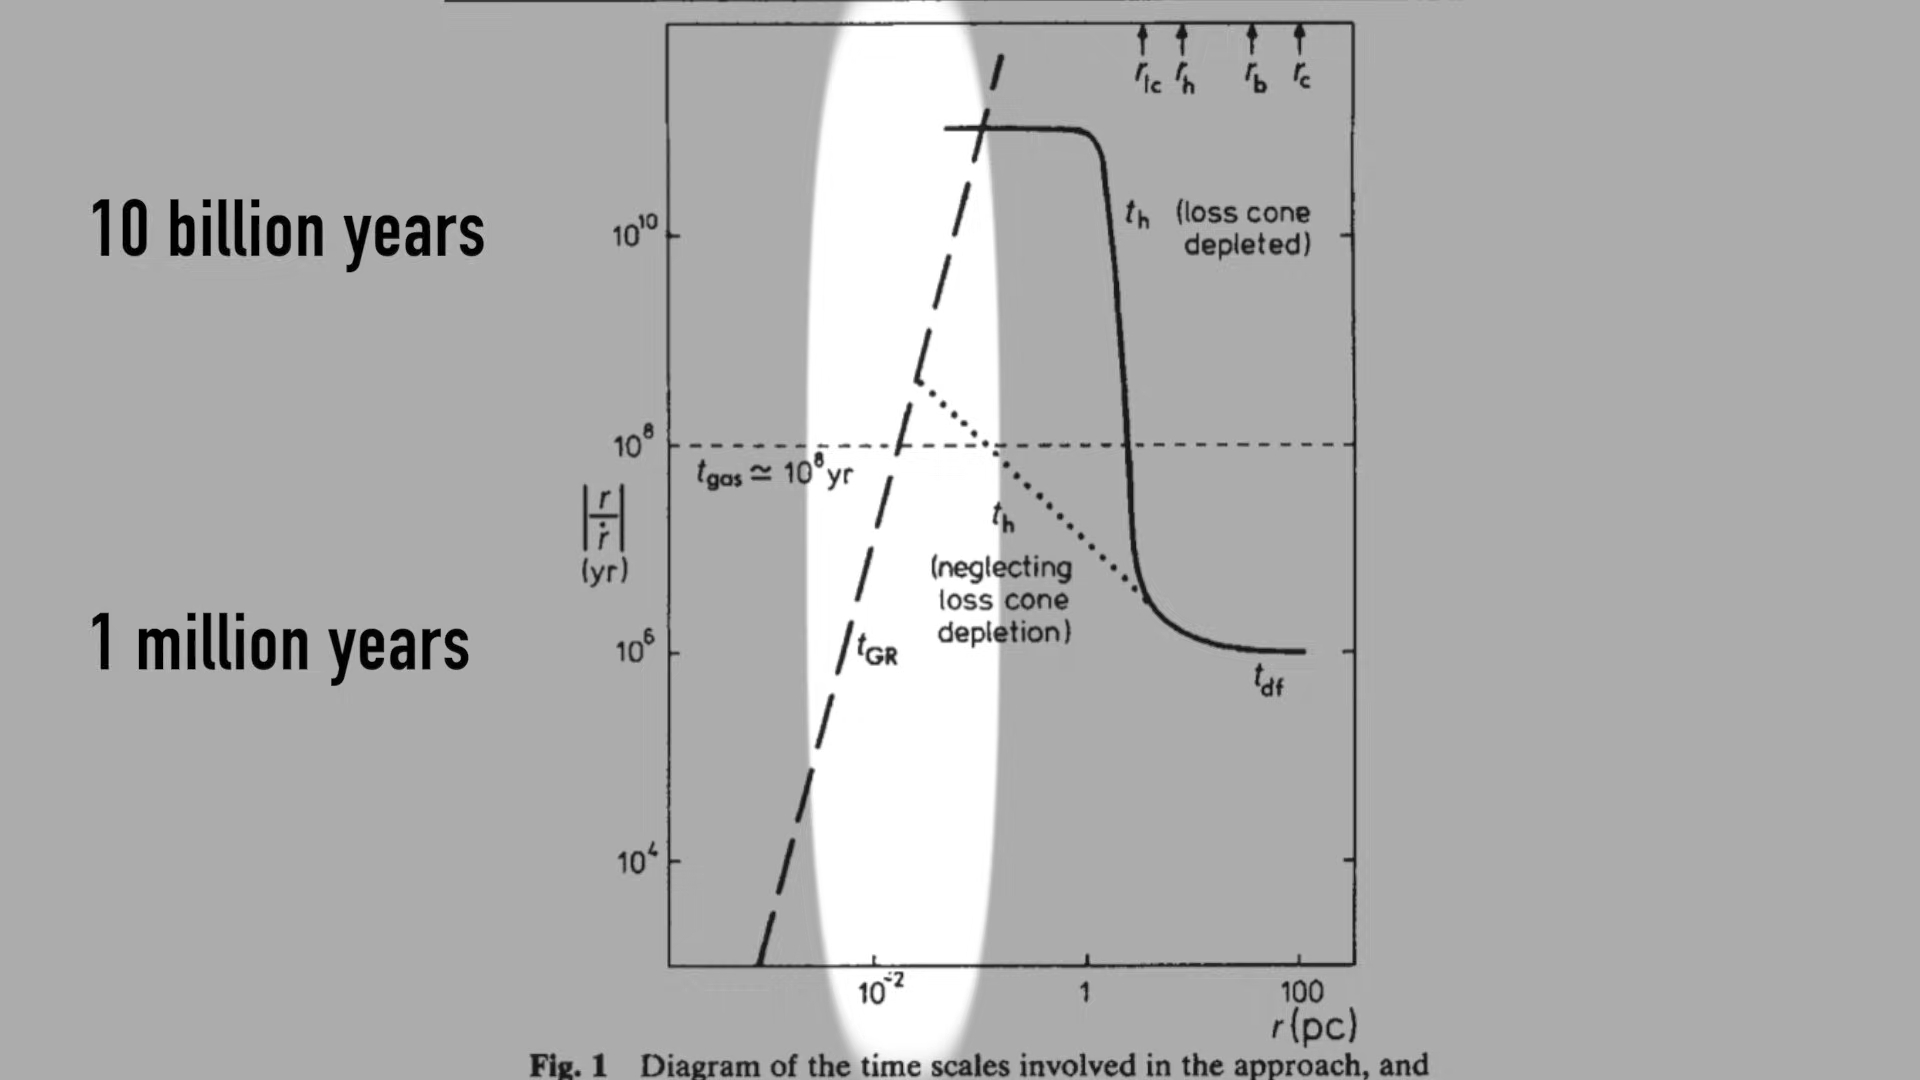 r_lc r_h r_b r_c
10 billion years
10^10
t_h (loss cone
depleted)
10^8
t_gas ≃ 10^8 yr
|r/ṙ|
(yr)
t_h
(neglecting
loss cone
depletion)
1 million years
10^6
t_GR
t_df
10^4
10^-2 1 100
r(pc)
Fig. 1 Diagram of the time scales involved in the approach, and